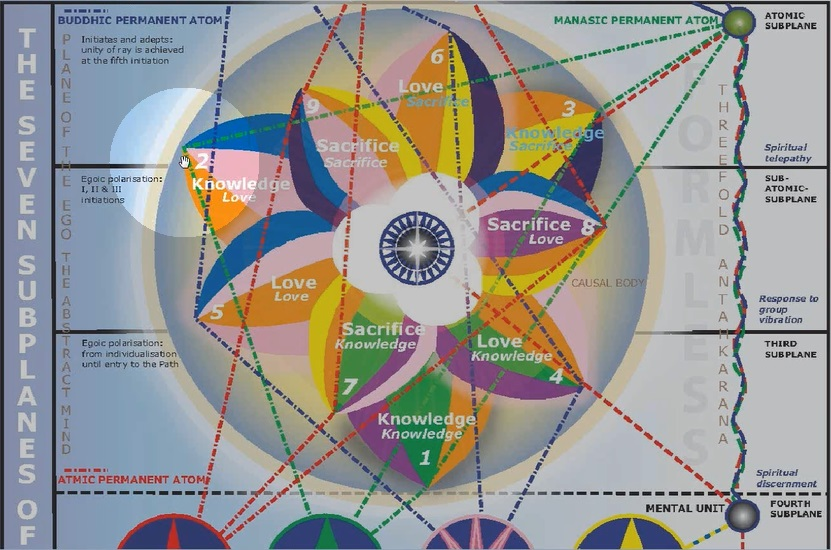 THE SEVEN SUBPLANES OF
PLANE OF THE EGO THE ABSTRACT MIND
BUDDHIC PERMANENT ATOM
Initiates and adepts:
unity of ray is achieved
at the fifth initiation
Egoic polarisation:
I, II & III
initiations
Egoic polarisation:
from individualisation
until entry to the Path
ATMIC PERMANENT ATOM
MANASIC PERMANENT ATOM
6
Love
Sacrifice
9
Sacrifice
Sacrifice
3
Knowledge
Sacrifice
2
Knowledge
Love
Sacrifice
Love
8
Love
Love
5
CAUSAL BODY
Sacrifice
Knowledge
7
Love
Knowledge
4
Knowledge
Knowledge
1
FORMLESS
THREEFOLD ANTAHKARANA
ATOMIC
SUBPLANE
Spiritual
telepathy
SUB-
ATOMIC-
SUBPLANE
Response to
group
vibration
THIRD
SUBPLANE
Spiritual
discernment
MENTAL UNIT
FOURTH
SUBPLANE